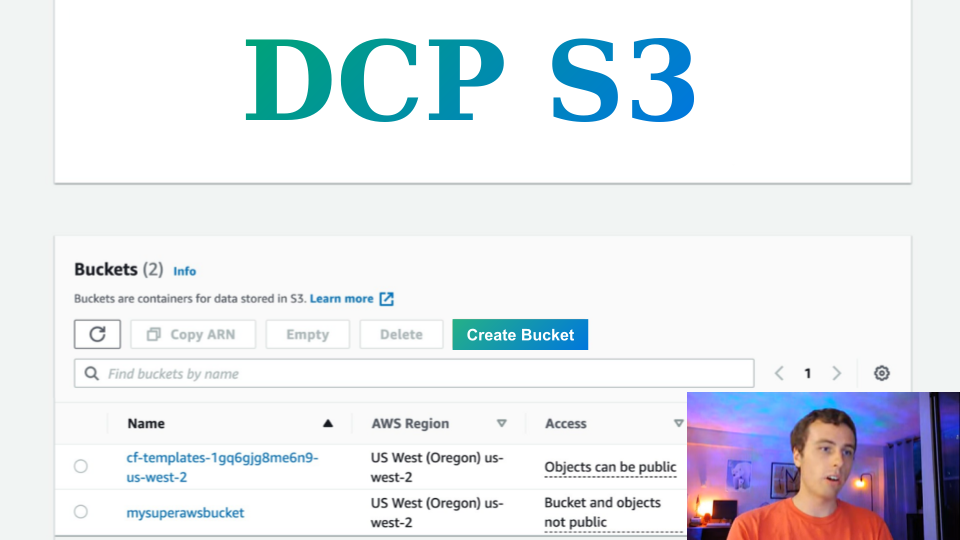 DCP S3
Buckets (2) Info
Buckets are containers for data stored in S3. Learn more
Copy ARN Empty Delete Create Bucket
Find buckets by name 1
Name AWS Region Access
cf-templates-1gq6gjg8me6n9- US West (Oregon) us- Objects can be public
us-west-2 west-2
mysuperawsbucket US West (Oregon) us- Bucket and objects
west-2 not public